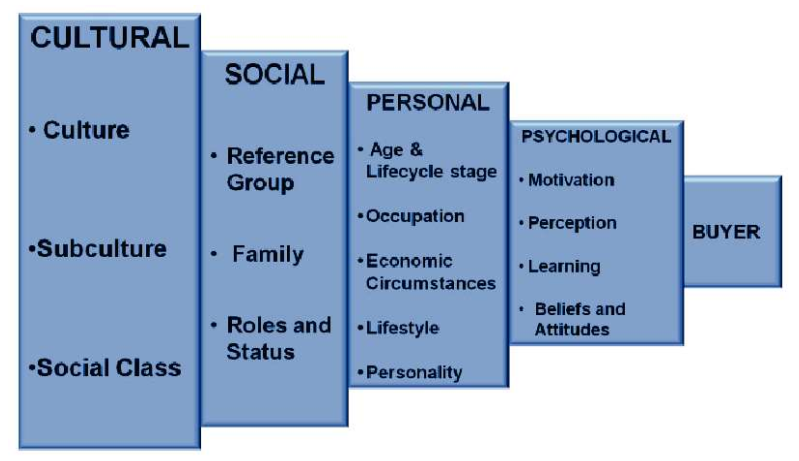 CULTURAL
• Culture
•Subculture
•Social Class
SOCIAL
• Reference
Group
• Family
• Roles and
Status
PERSONAL
• Age &
Lifecycle stage
•Occupation
•Economic
Circumstances
•Lifestyle
•Personality
PSYCHOLOGICAL
•Motivation
•Perception
•Learning
• Beliefs and
Attitudes
BUYER